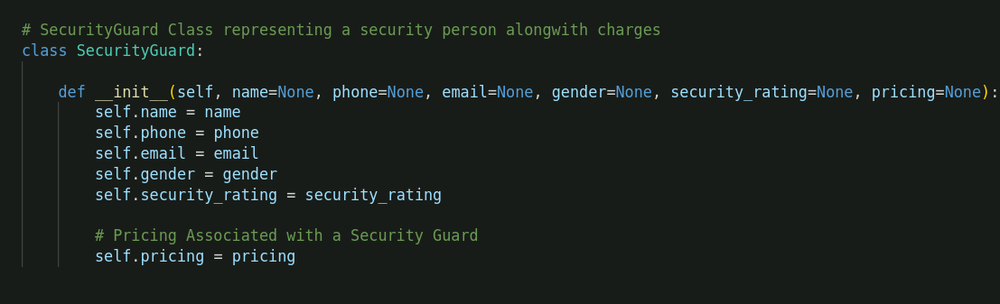 # SecurityGuard Class representing a security person alongwith charges
class SecurityGuard:
    def __init__(self, name=None, phone=None, email=None, gender=None, security_rating=None, pricing=None):
        self.name = name
        self.phone = phone
        self.email = email
        self.gender = gender
        self.security_rating = security_rating
        # Pricing Associated with a Security Guard
        self.pricing = pricing